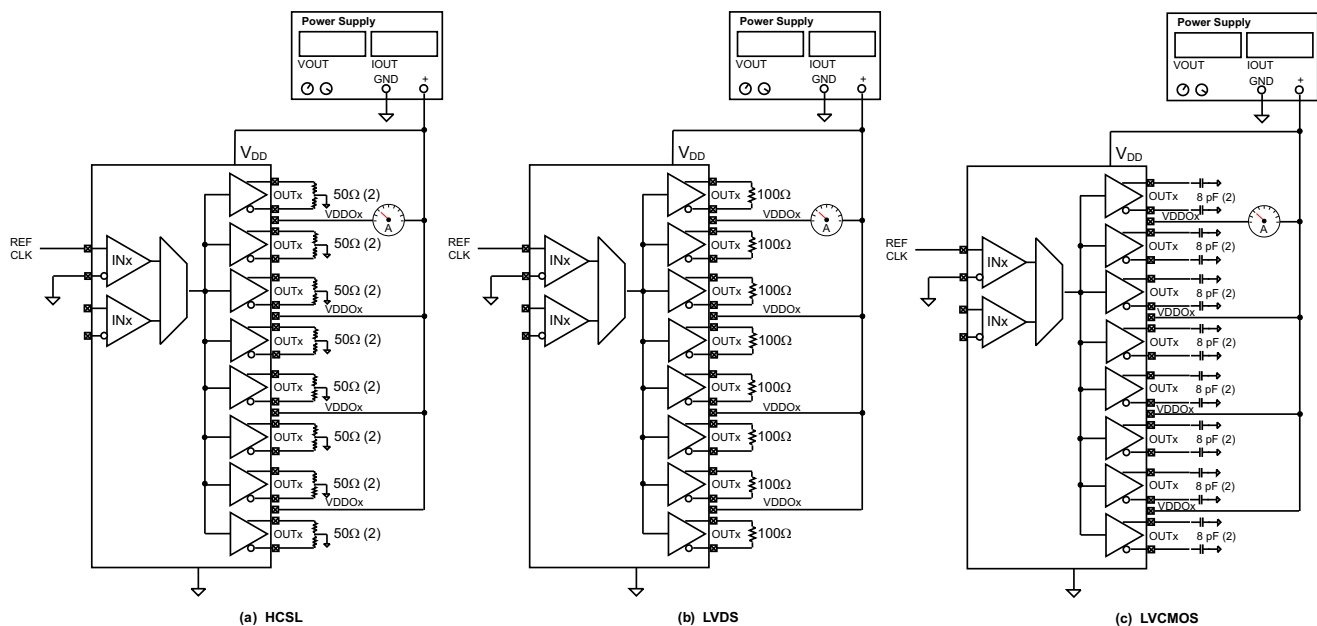 Power Supply
VOUT
IOUT
GND
+
V_DD
OUTx
50Ω (2)
VDDOx
A
OUTx
50Ω (2)
REF
CLK
INx
OUTx
50Ω (2)
VDDOx
INx
OUTx
50Ω (2)
OUTx
50Ω (2)
VDDOx
OUTx
50Ω (2)
OUTx
50Ω (2)
VDDOx
OUTx
50Ω (2)
(a) HCSL
Power Supply
VOUT
IOUT
GND
+
V_DD
OUTx
100Ω
VDDOx
A
OUTx
100Ω
REF
CLK
INx
OUTx
100Ω
VDDOx
INx
OUTx
100Ω
OUTx
100Ω
VDDOx
OUTx
100Ω
OUTx
100Ω
VDDOx
OUTx
100Ω
(b) LVDS
Power Supply
VOUT
IOUT
GND
+
V_DD
OUTx
8 pF (2)
VDDOx
A
OUTx
8 pF (2)
REF
CLK
INx
OUTx
8 pF (2)
VDDOx
INx
OUTx
8 pF (2)
OUTx
8 pF (2)
VDDOx
OUTx
8 pF (2)
OUTx
8 pF (2)
VDDOx
OUTx
8 pF (2)
(c) LVCMOS